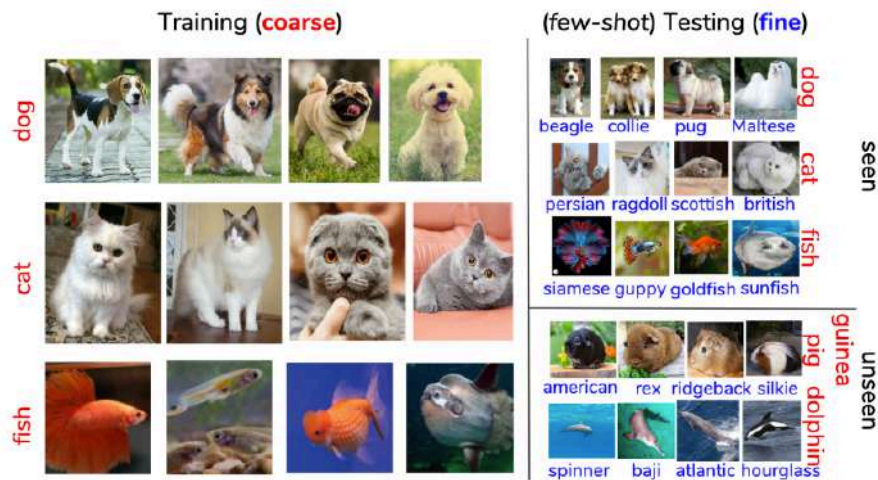 Training (coarse)
(few-shot) Testing (fine)
dog
cat
fish
beagle collie pug Maltese
dog
persian ragdoll scottish british
cat
siamese guppy goldfish sunfish
fish
seen
american rex ridgeback silkie
guinea
pig
spinner baji atlantic hourglass
dolphin
unseen